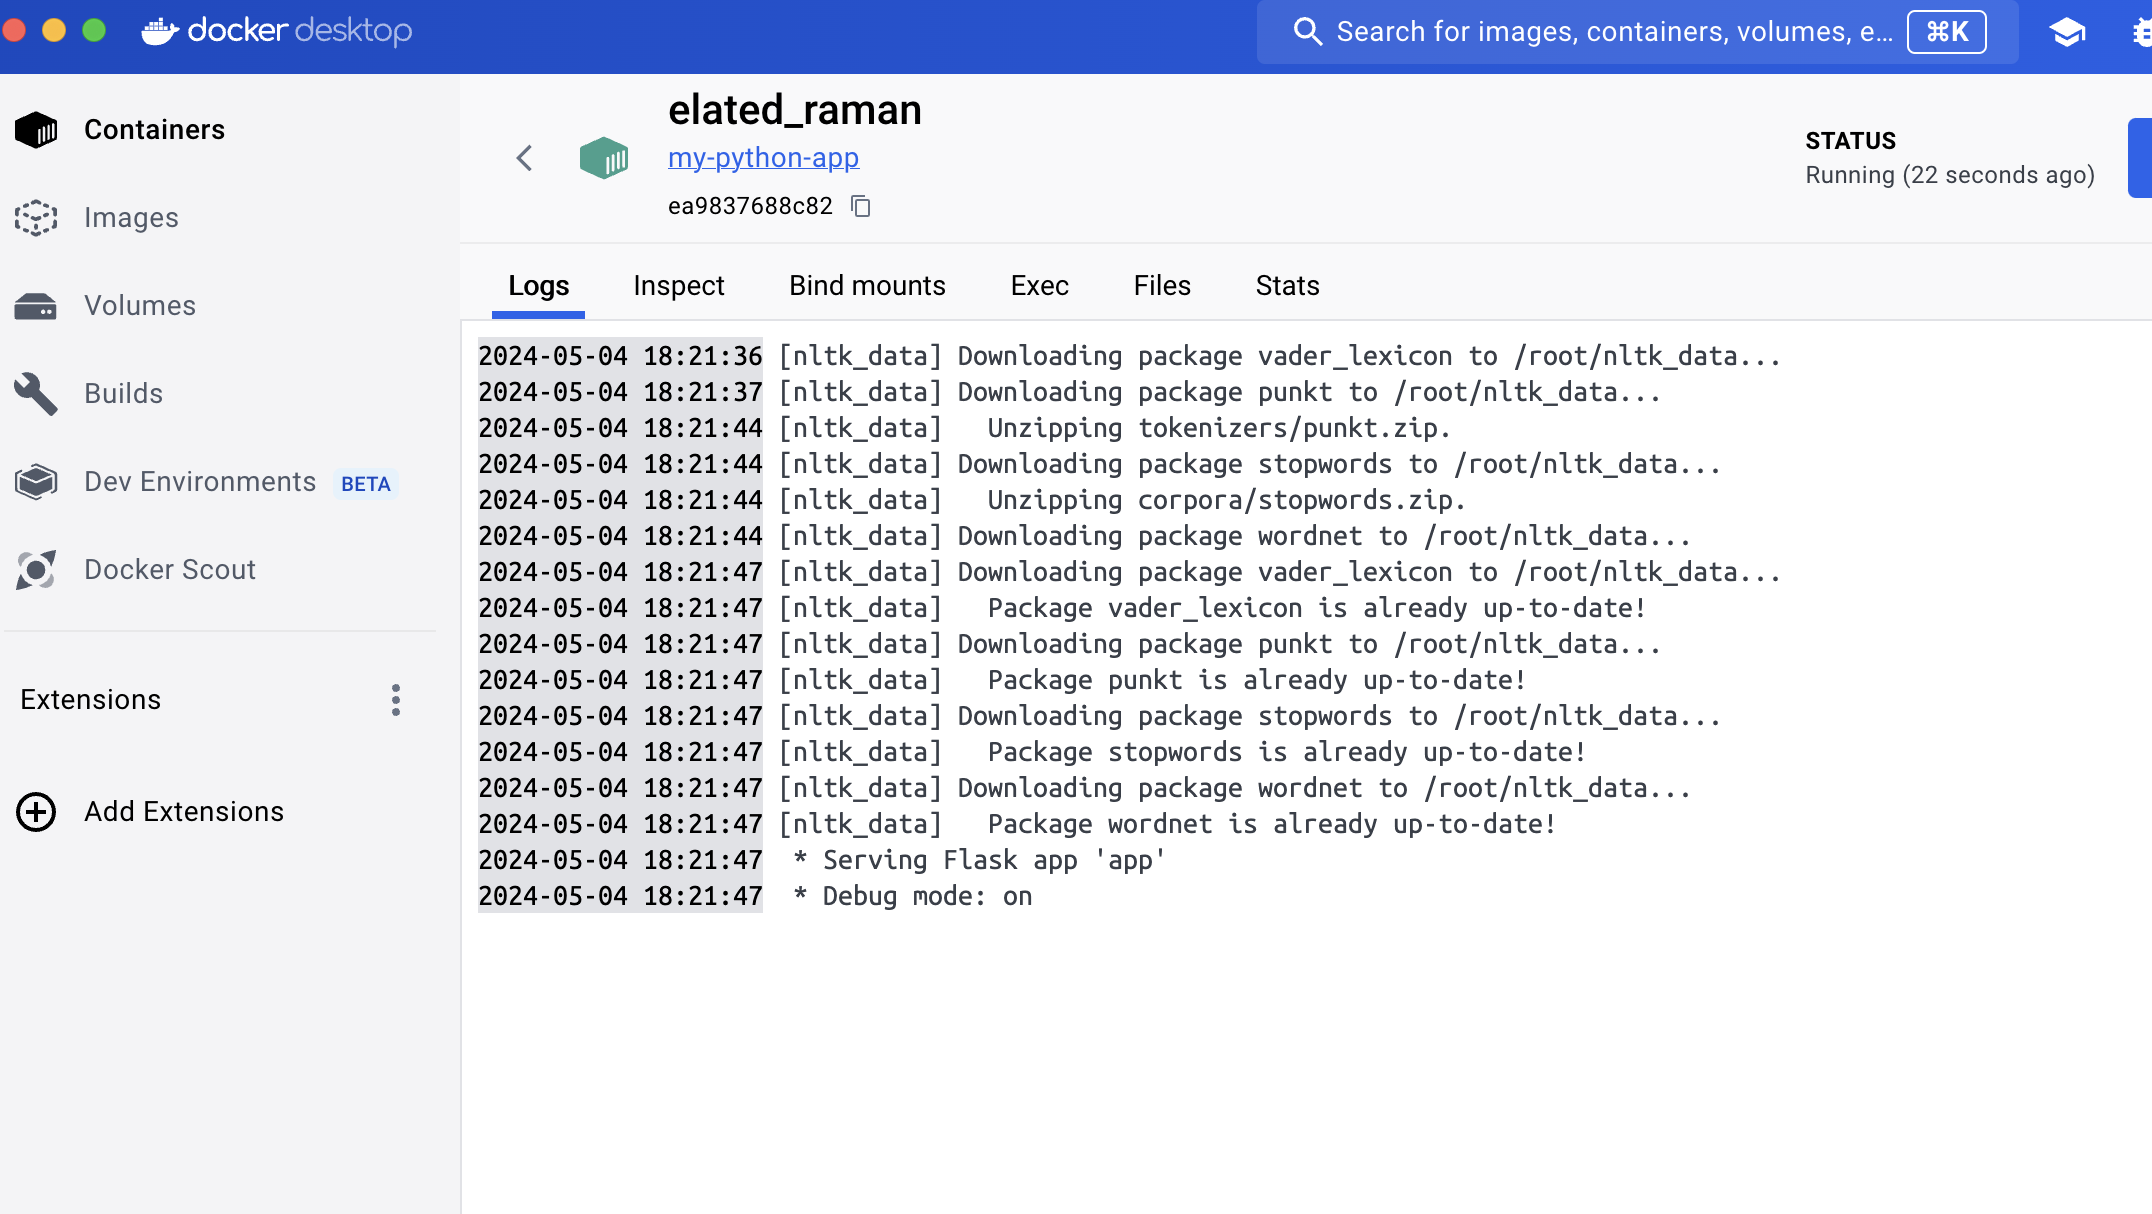 docker desktop
Search for images, containers, volumes, e... ⌘K
Containers
Images
Volumes
Builds
Dev Environments BETA
Docker Scout
Extensions
Add Extensions
elated_raman
my-python-app
ea9837688c82
STATUS
Running (22 seconds ago)
Logs Inspect Bind mounts Exec Files Stats
2024-05-04 18:21:36 [nltk_data] Downloading package vader_lexicon to /root/nltk_data...
2024-05-04 18:21:37 [nltk_data] Downloading package punkt to /root/nltk_data...
2024-05-04 18:21:44 [nltk_data]   Unzipping tokenizers/punkt.zip.
2024-05-04 18:21:44 [nltk_data] Downloading package stopwords to /root/nltk_data...
2024-05-04 18:21:44 [nltk_data]   Unzipping corpora/stopwords.zip.
2024-05-04 18:21:44 [nltk_data] Downloading package wordnet to /root/nltk_data...
2024-05-04 18:21:47 [nltk_data] Downloading package vader_lexicon to /root/nltk_data...
2024-05-04 18:21:47 [nltk_data]   Package vader_lexicon is already up-to-date!
2024-05-04 18:21:47 [nltk_data] Downloading package punkt to /root/nltk_data...
2024-05-04 18:21:47 [nltk_data]   Package punkt is already up-to-date!
2024-05-04 18:21:47 [nltk_data] Downloading package stopwords to /root/nltk_data...
2024-05-04 18:21:47 [nltk_data]   Package stopwords is already up-to-date!
2024-05-04 18:21:47 [nltk_data] Downloading package wordnet to /root/nltk_data...
2024-05-04 18:21:47 [nltk_data]   Package wordnet is already up-to-date!
2024-05-04 18:21:47  * Serving Flask app 'app'
2024-05-04 18:21:47  * Debug mode: on